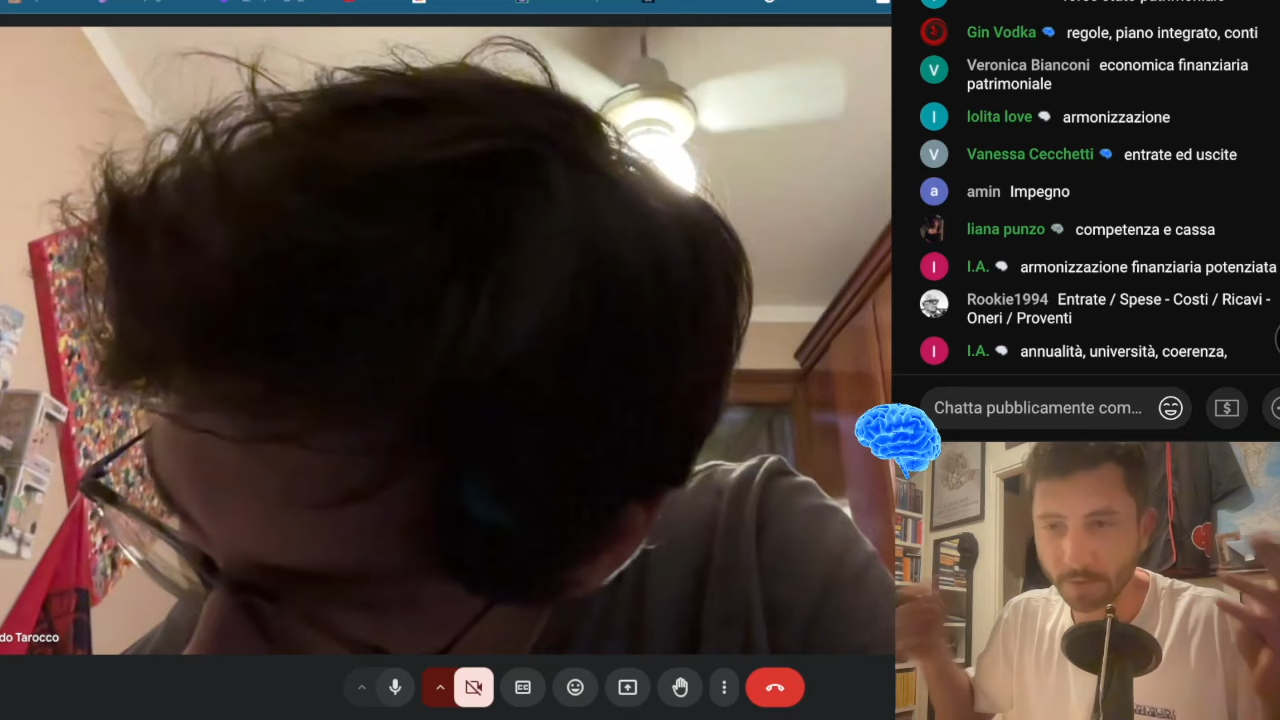 Gin Vodka regole, piano integrato, conti
Veronica Bianconi economica finanziaria
patrimoniale
lolita love armonizzazione
Vanessa Cecchetti entrate ed uscite
amin Impegno
liana punzo competenza e cassa
I.A. armonizzazione finanziaria potenziata
Rookie1994 Entrate / Spese - Costi / Ricavi -
Oneri / Proventi
I.A. annualità, università, coerenza,
Chatta pubblicamente com...
do Tarocco